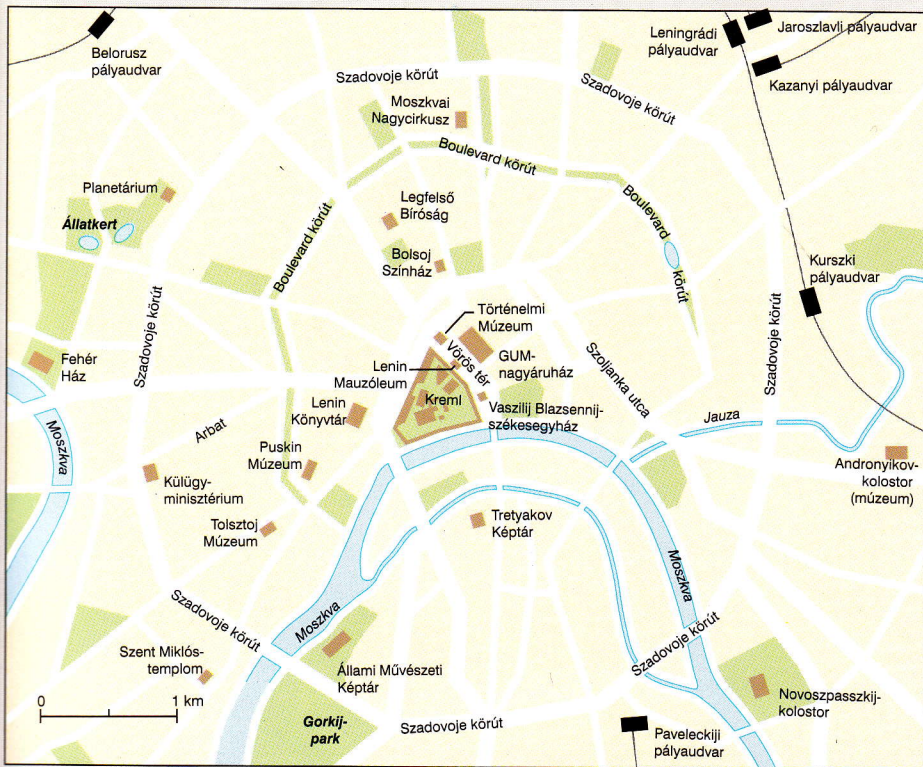 Belorusz
pályaudvar
Leningrádi
pályaudvar
Jaroszlavli pályaudvar
Kazanyi pályaudvar
Szadovoje körút
Szadovoje körút
Moszkvai
Nagycirkusz
Boulevard körút
Planetárium
Állatkert
Legfelső
Bíróság
Boulevard körút
Boulevard
körút
Bolsoj
Színház
Kurszki
pályaudvar
Szadovoje körút
Szadovoje körút
Történelmi
Múzeum
Vörös tér
GUM-
nagyáruház
Lenin
Mauzóleum
Szoljanka utca
Fehér
Ház
Kreml
Lenin
Könyvtár
Vaszilij Blazsennij-
székesegyház
Arbat
Jauza
Moszkva
Puskin
Múzeum
Andronyikov-
kolostor
(múzeum)
Külügy-
minisztérium
Tolsztoj
Múzeum
Tretyakov
Képtár
Moszkva
Moszkva
Szadovoje körút
Szadovoje körút
Szent Miklós-
templom
Állami Művészeti
Képtár
Novoszpasszkij-
kolostor
0 1 km
Gorkij-
park
Szadovoje körút
Paveleckiji
pályaudvar